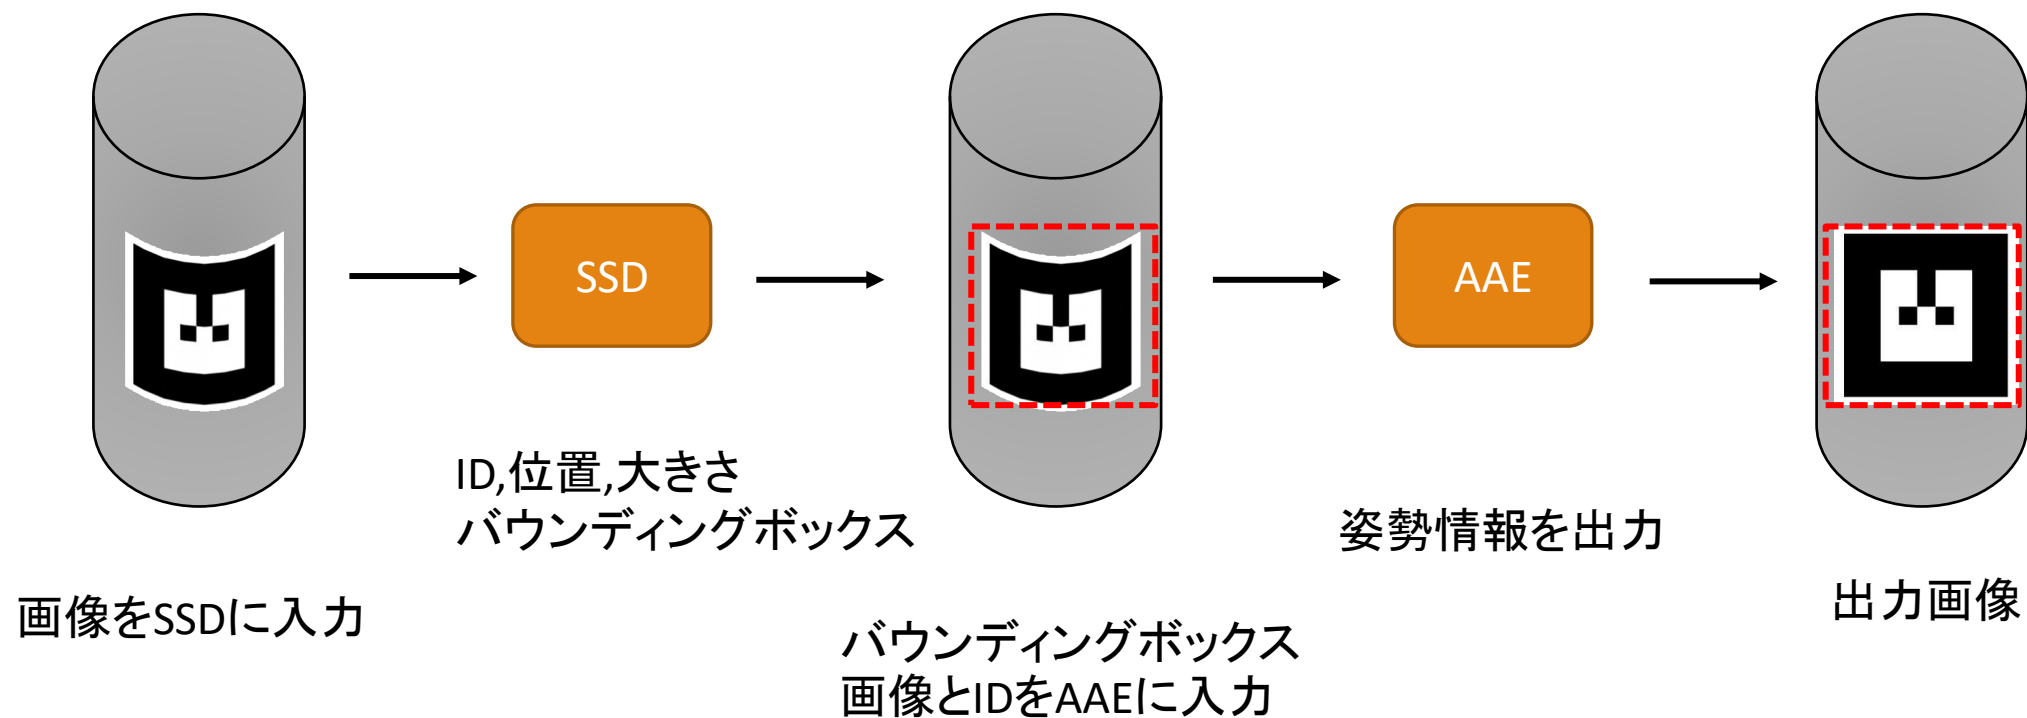 SSD
AAE
ID,位置,大きさ
バウンディングボックス
姿勢情報を出力
画像をSSDに入力
出力画像
バウンディングボックス
画像とIDをAAEに入力